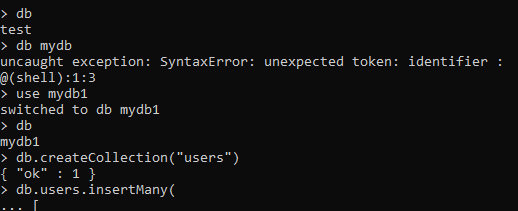 > db
test
> db mydb
uncaught exception: SyntaxError: unexpected token: identifier :
@(shell):1:3
> use mydb1
switched to db mydb1
> db
mydb1
> db.createCollection("users")
{ "ok" : 1 }
> db.users.insertMany(
... [